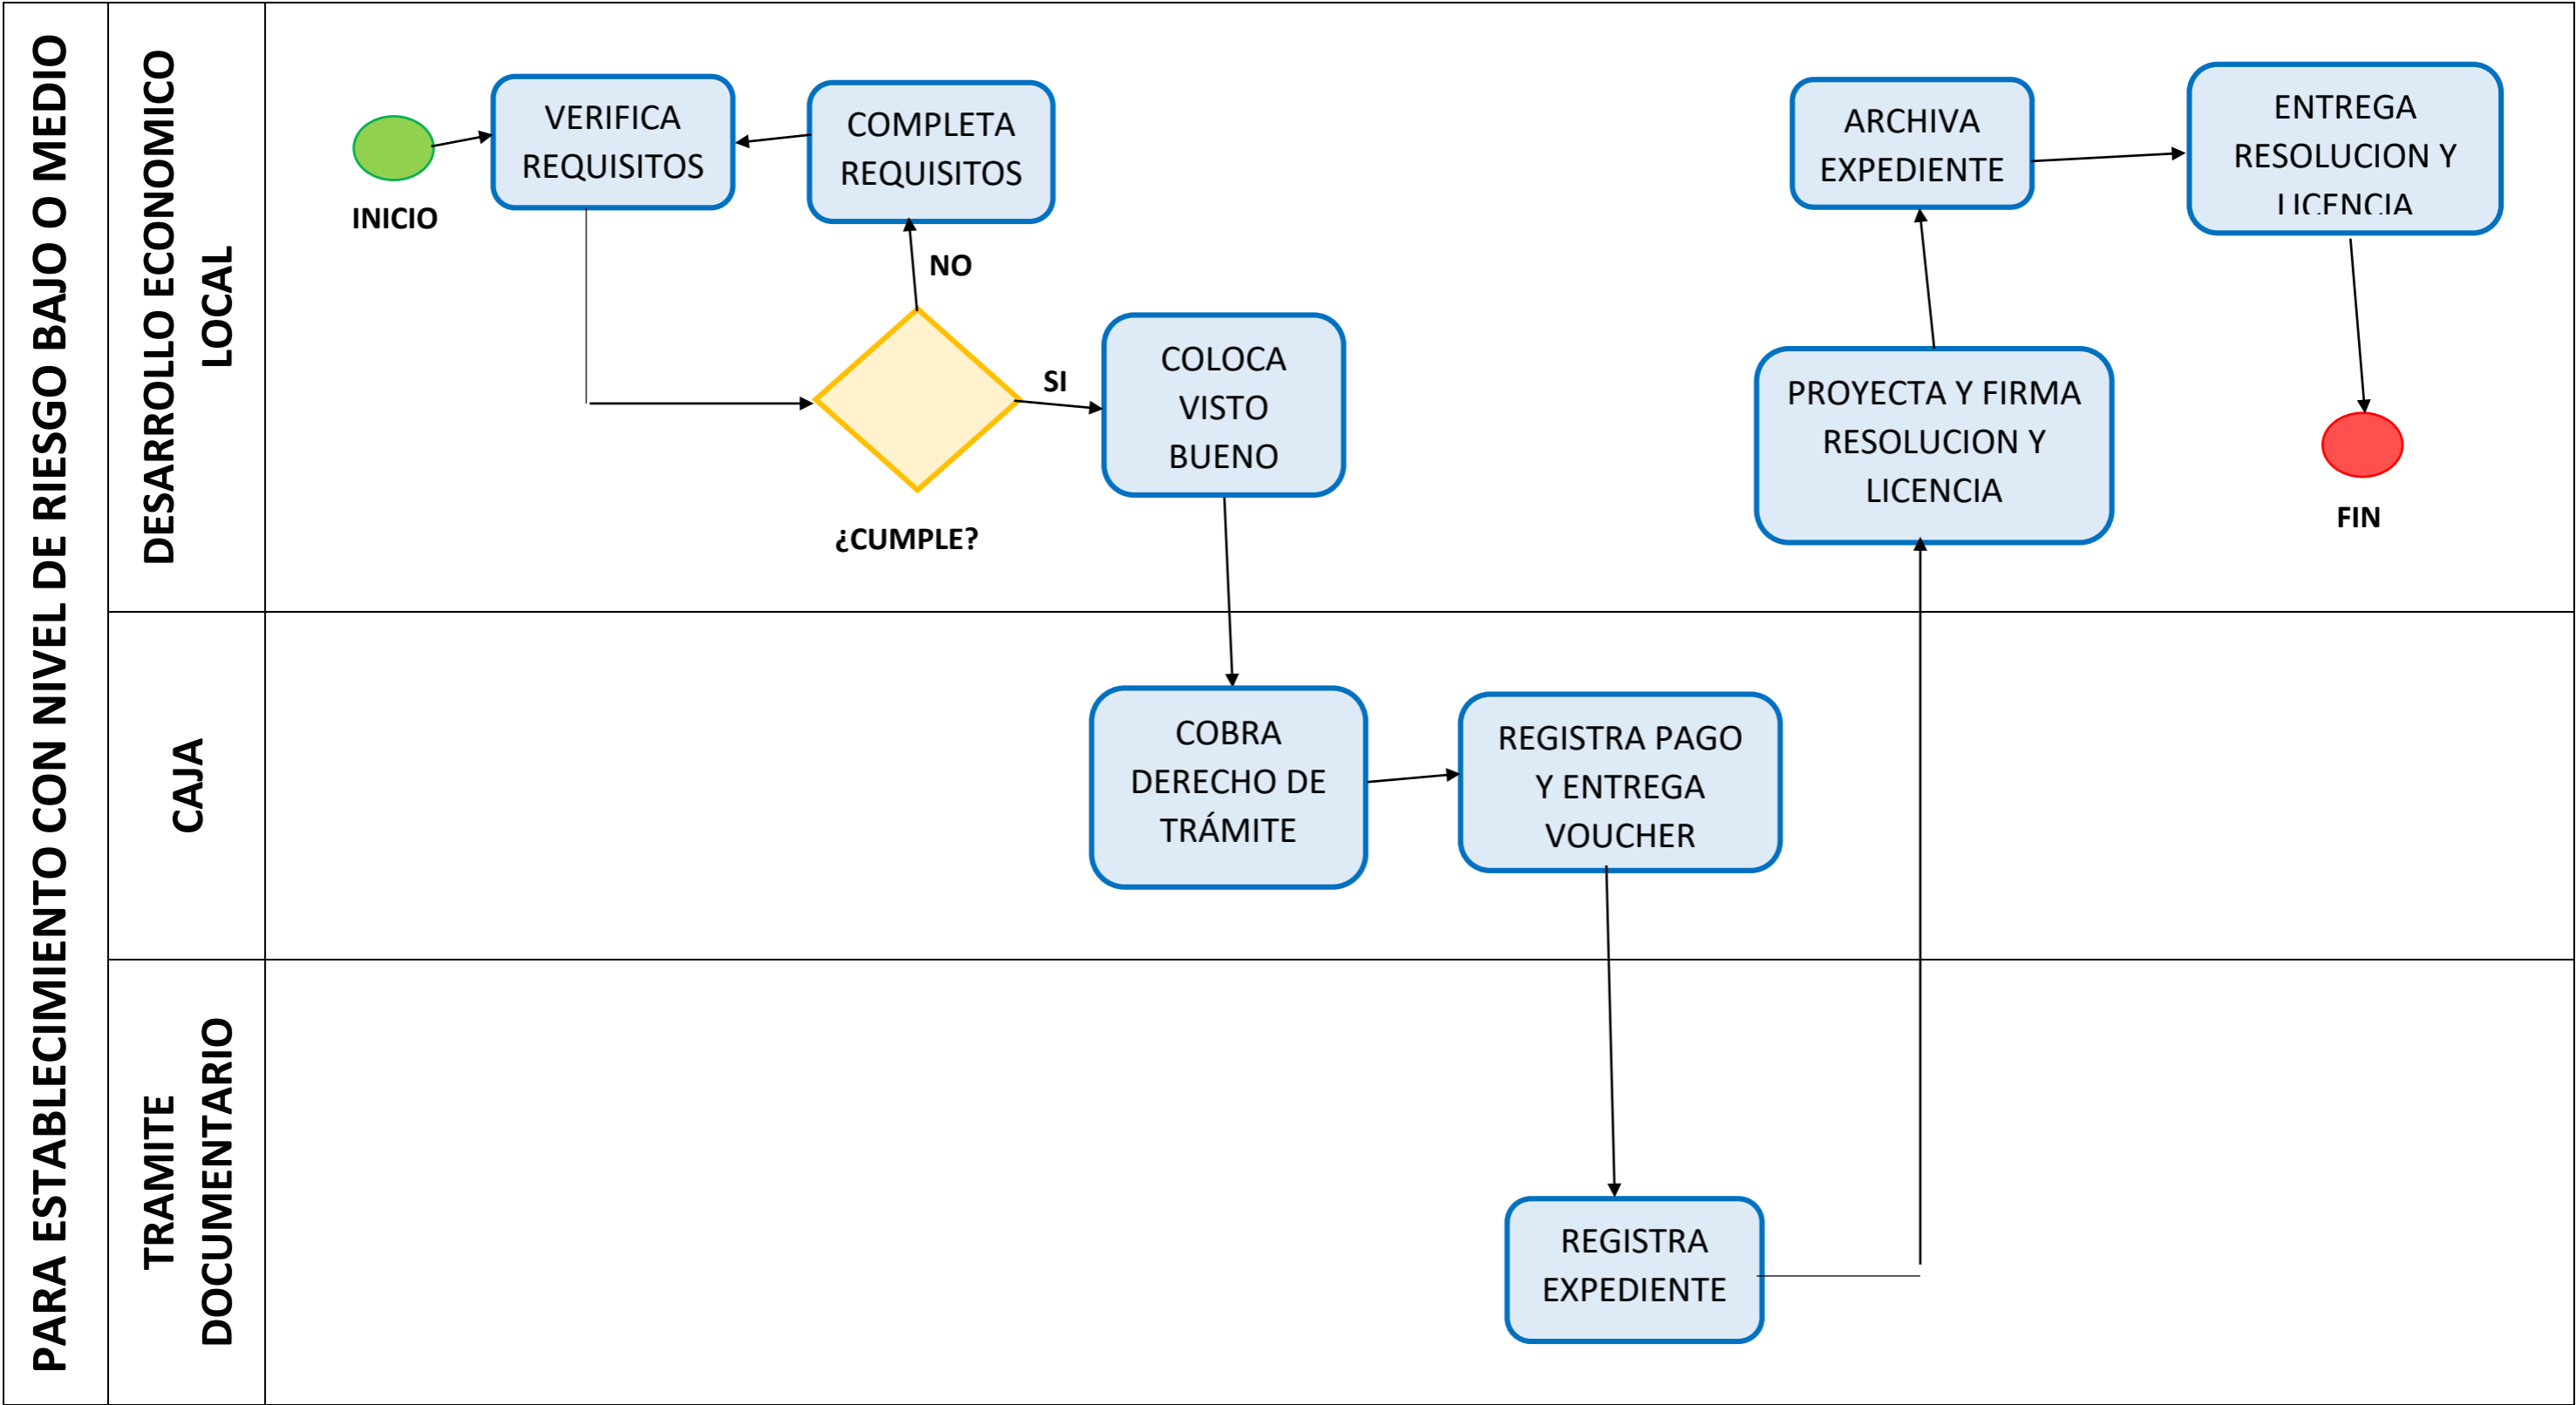 PARA ESTABLECIMIENTO CON NIVEL DE RIESGO BAJO O MEDIO
DESARROLLO ECONOMICO
LOCAL
INICIO
VERIFICA
REQUISITOS
COMPLETA
REQUISITOS
NO
¿CUMPLE?
SI
COLOCA
VISTO
BUENO
PROYECTA Y FIRMA
RESOLUCION Y
LICENCIA
ARCHIVA
EXPEDIENTE
ENTREGA
RESOLUCION Y
LICENCIA
FIN
CAJA
COBRA
DERECHO DE
TRÁMITE
REGISTRA PAGO
Y ENTREGA
VOUCHER
TRAMITE
DOCUMENTARIO
REGISTRA
EXPEDIENTE